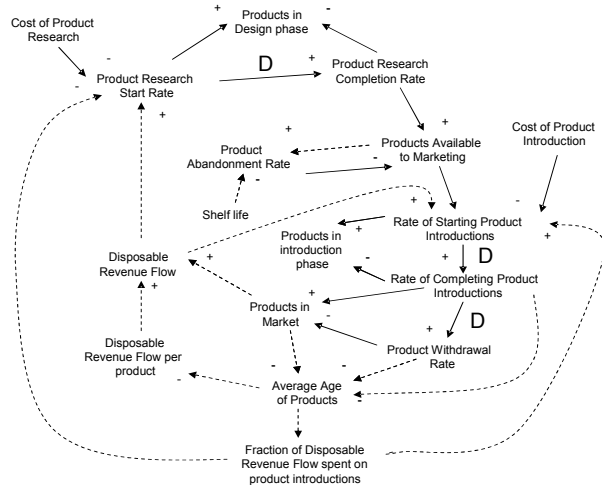 Cost of Product
Research
+
Products in
Design phase
-
-
D
+
Product Research
Start Rate
Product Research
Completion Rate
-
+
+
+
Product
Abandonment Rate
Products Available
to Marketing
Cost of Product
Introduction
-
-
Shelf life
+
+
-
Rate of Starting Product
Introductions
+
+
Products in
introduction
phase
-
+
D
Disposable
Revenue Flow
+
Rate of Completing Product
Introductions
+
+
Products in
Market
-
D
+
Disposable
Revenue Flow per
product
Product Withdrawal
Rate
-
-
-
Average Age
of Products
-
Fraction of Disposable
Revenue Flow spent on
product introductions